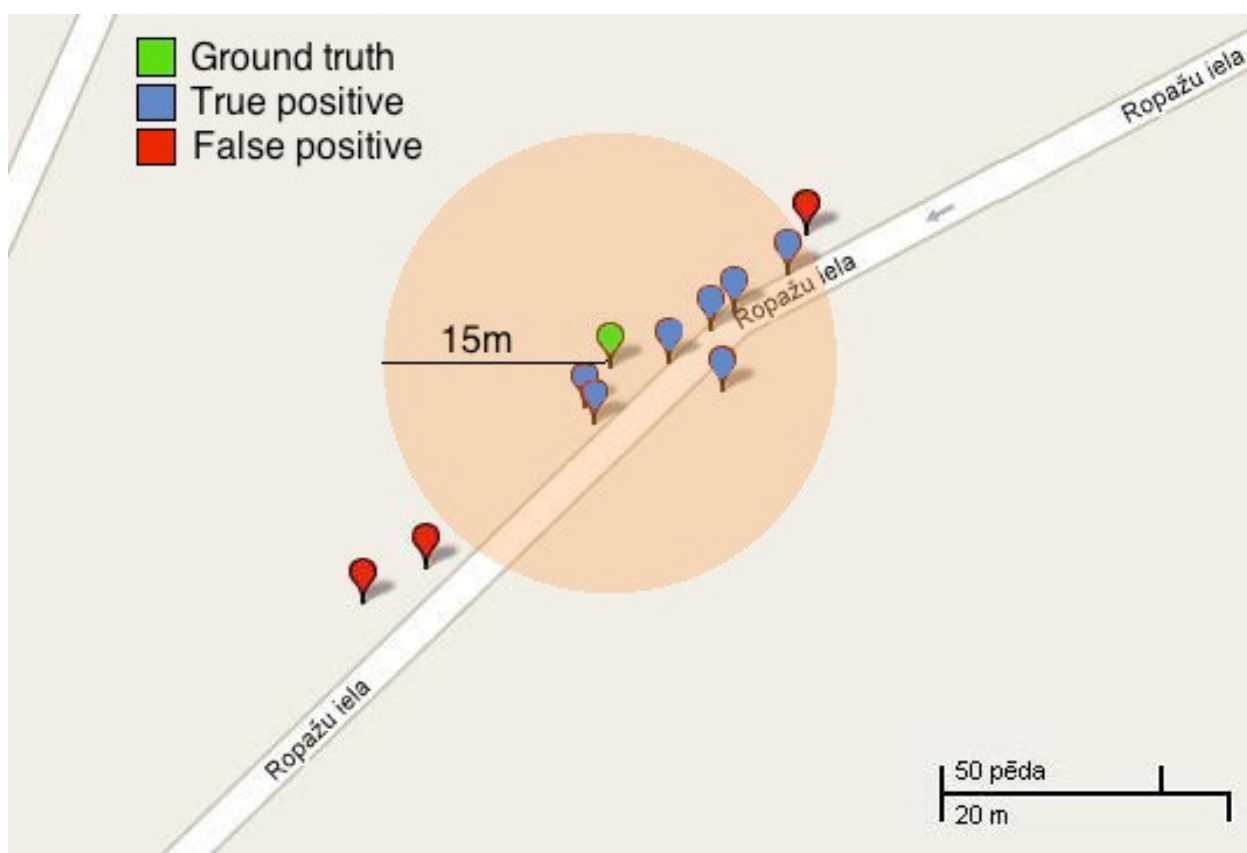 Ground truth
True positive
False positive
Ropažu iela
Ropažu iela
15m
Ropažu iela
50 pēda
20 m